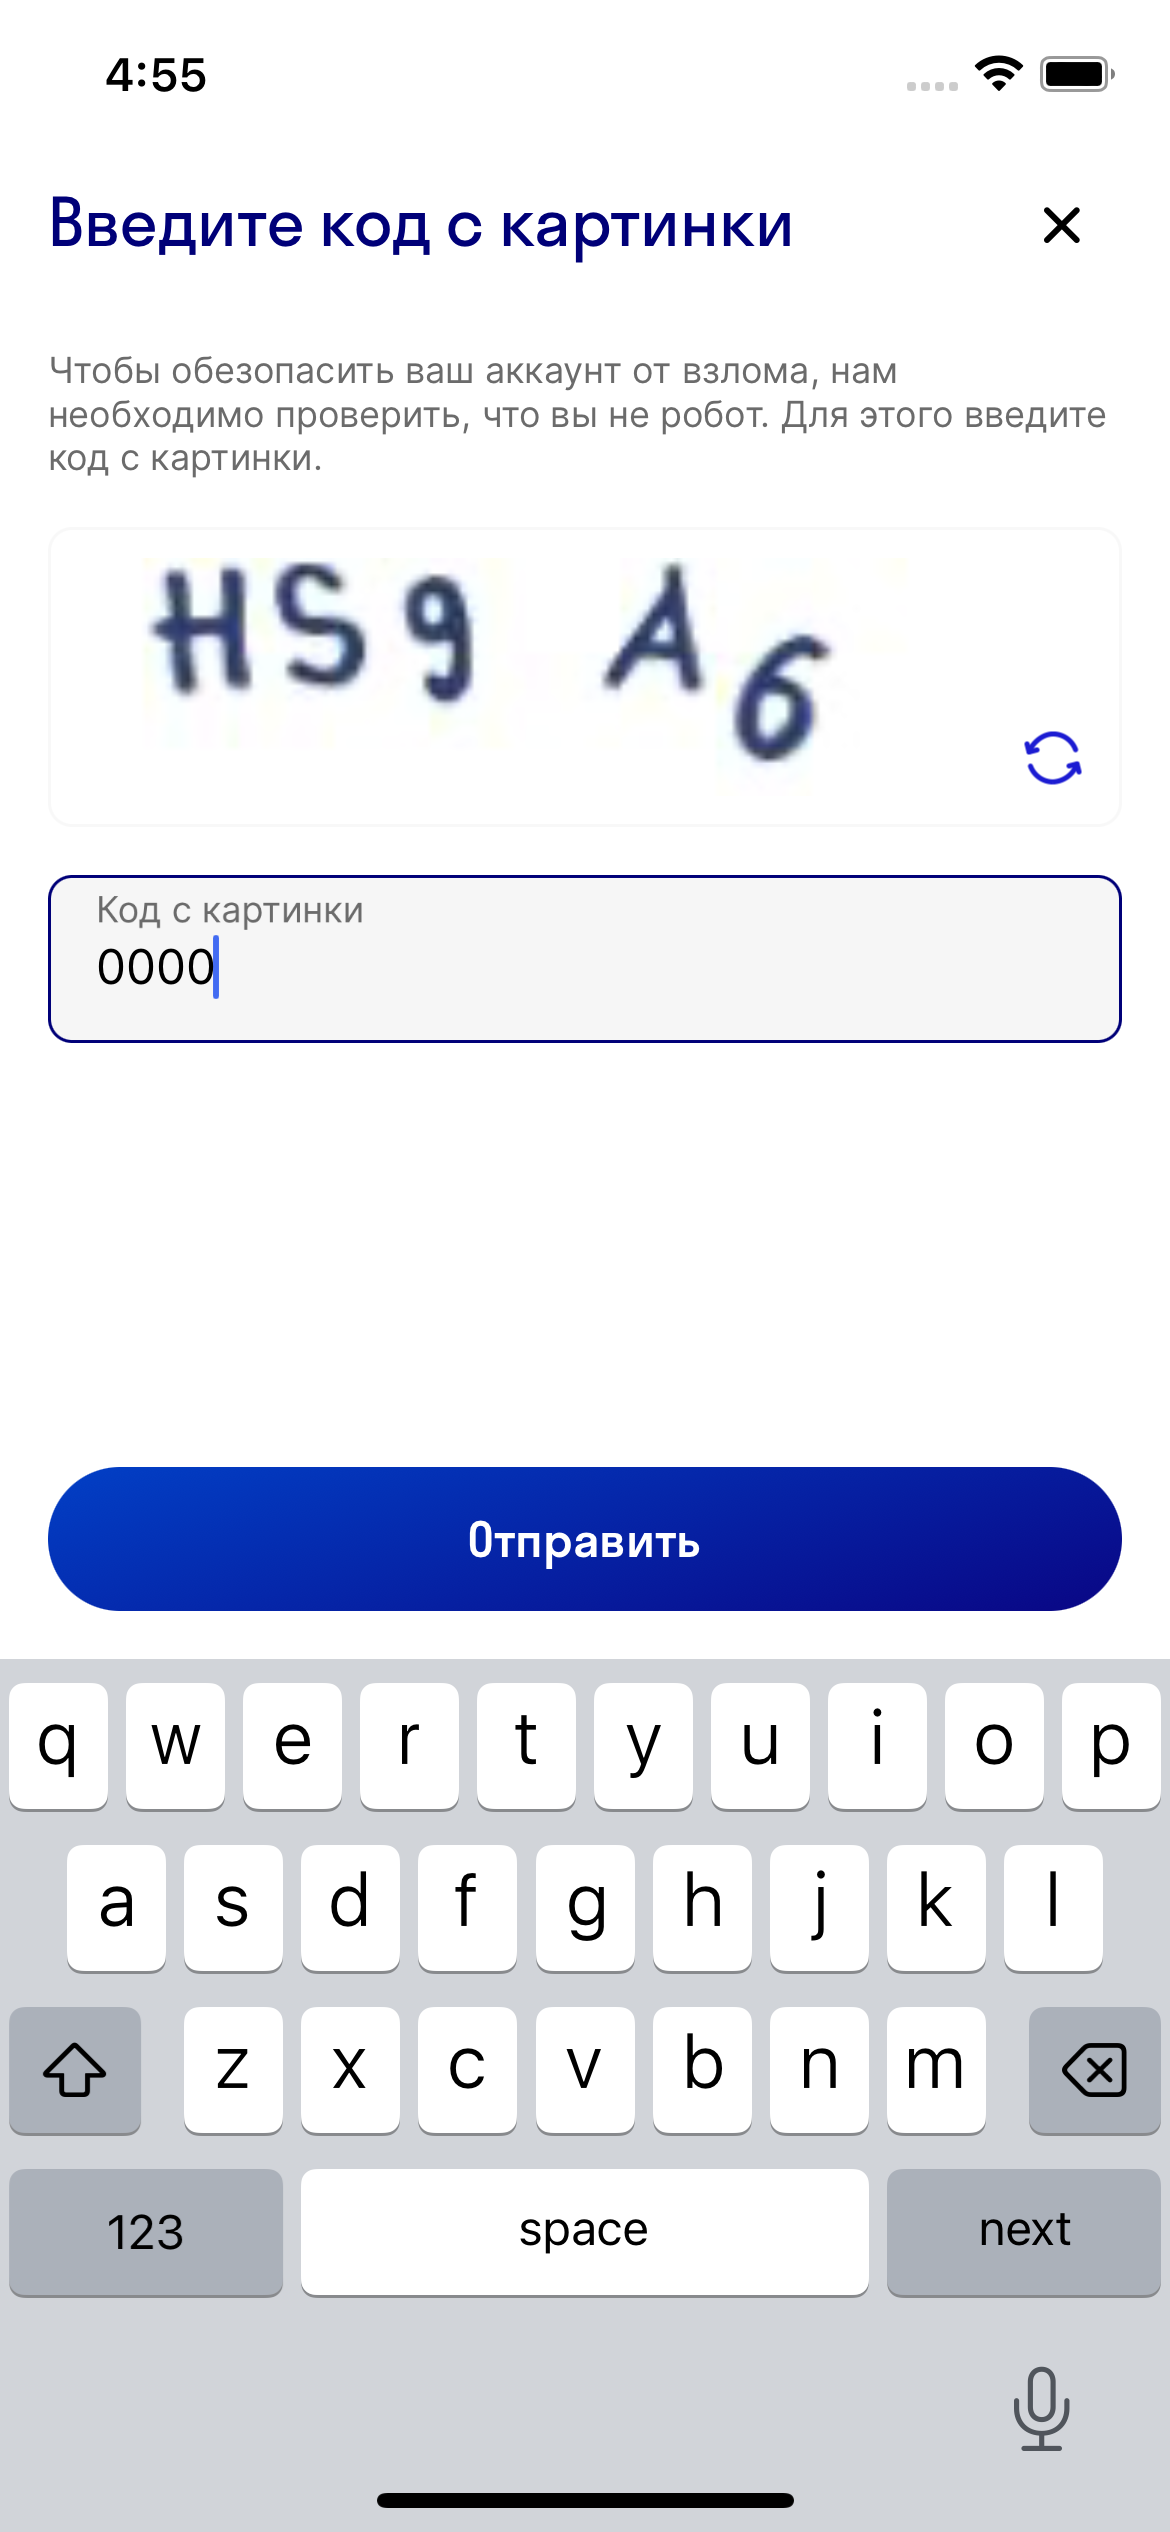 4:55
Введите код с картинки
Чтобы обезопасить ваш аккаунт от взлома, нам
необходимо проверить, что вы не робот. Для этого введите
код с картинки.
HS9 A6
Код с картинки
0000
Отправить
q w e r t y u i o p
a s d f g h j k l
z x c v b n m
123 space next